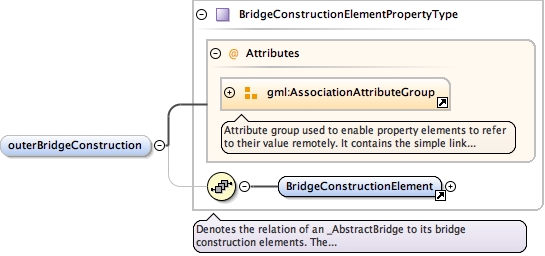 BridgeConstructionElementPropertyType
@ Attributes
gml:AssociationAttributeGroup
Attribute group used to enable property elements to refer
to their value remotely. It contains the simple link...
outerBridgeConstruction
BridgeConstructionElement
Denotes the relation of an _AbstractBridge to its bridge
construction elements. The...